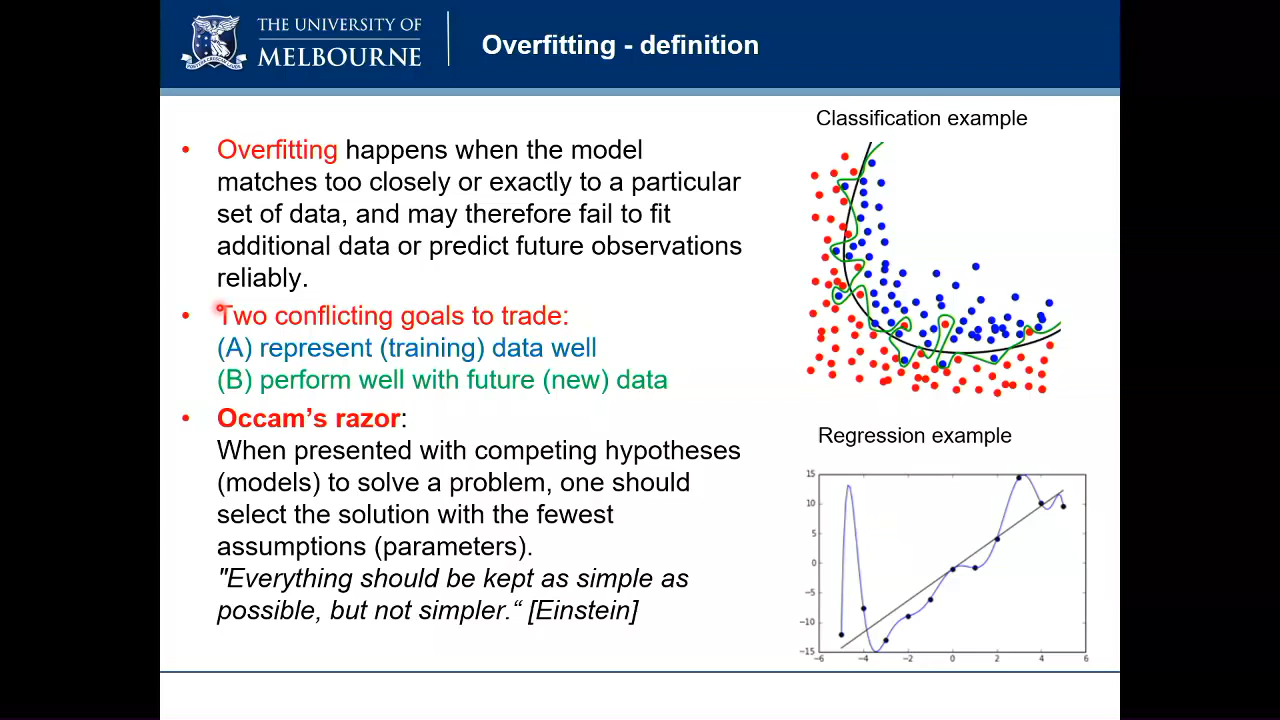 THE UNIVERSITY OF
MELBOURNE
Overfitting - definition
• Overfitting happens when the model
matches too closely or exactly to a particular
set of data, and may therefore fail to fit
additional data or predict future observations
reliably.
• Two conflicting goals to trade:
(A) represent (training) data well
(B) perform well with future (new) data
• Occam's razor:
When presented with competing hypotheses
(models) to solve a problem, one should
select the solution with the fewest
assumptions (parameters).
"Everything should be kept as simple as
possible, but not simpler.“ [Einstein]
Classification example
Regression example
15
10
5
0
−5
−10
−15
−6 −4 −2 0 2 4 6